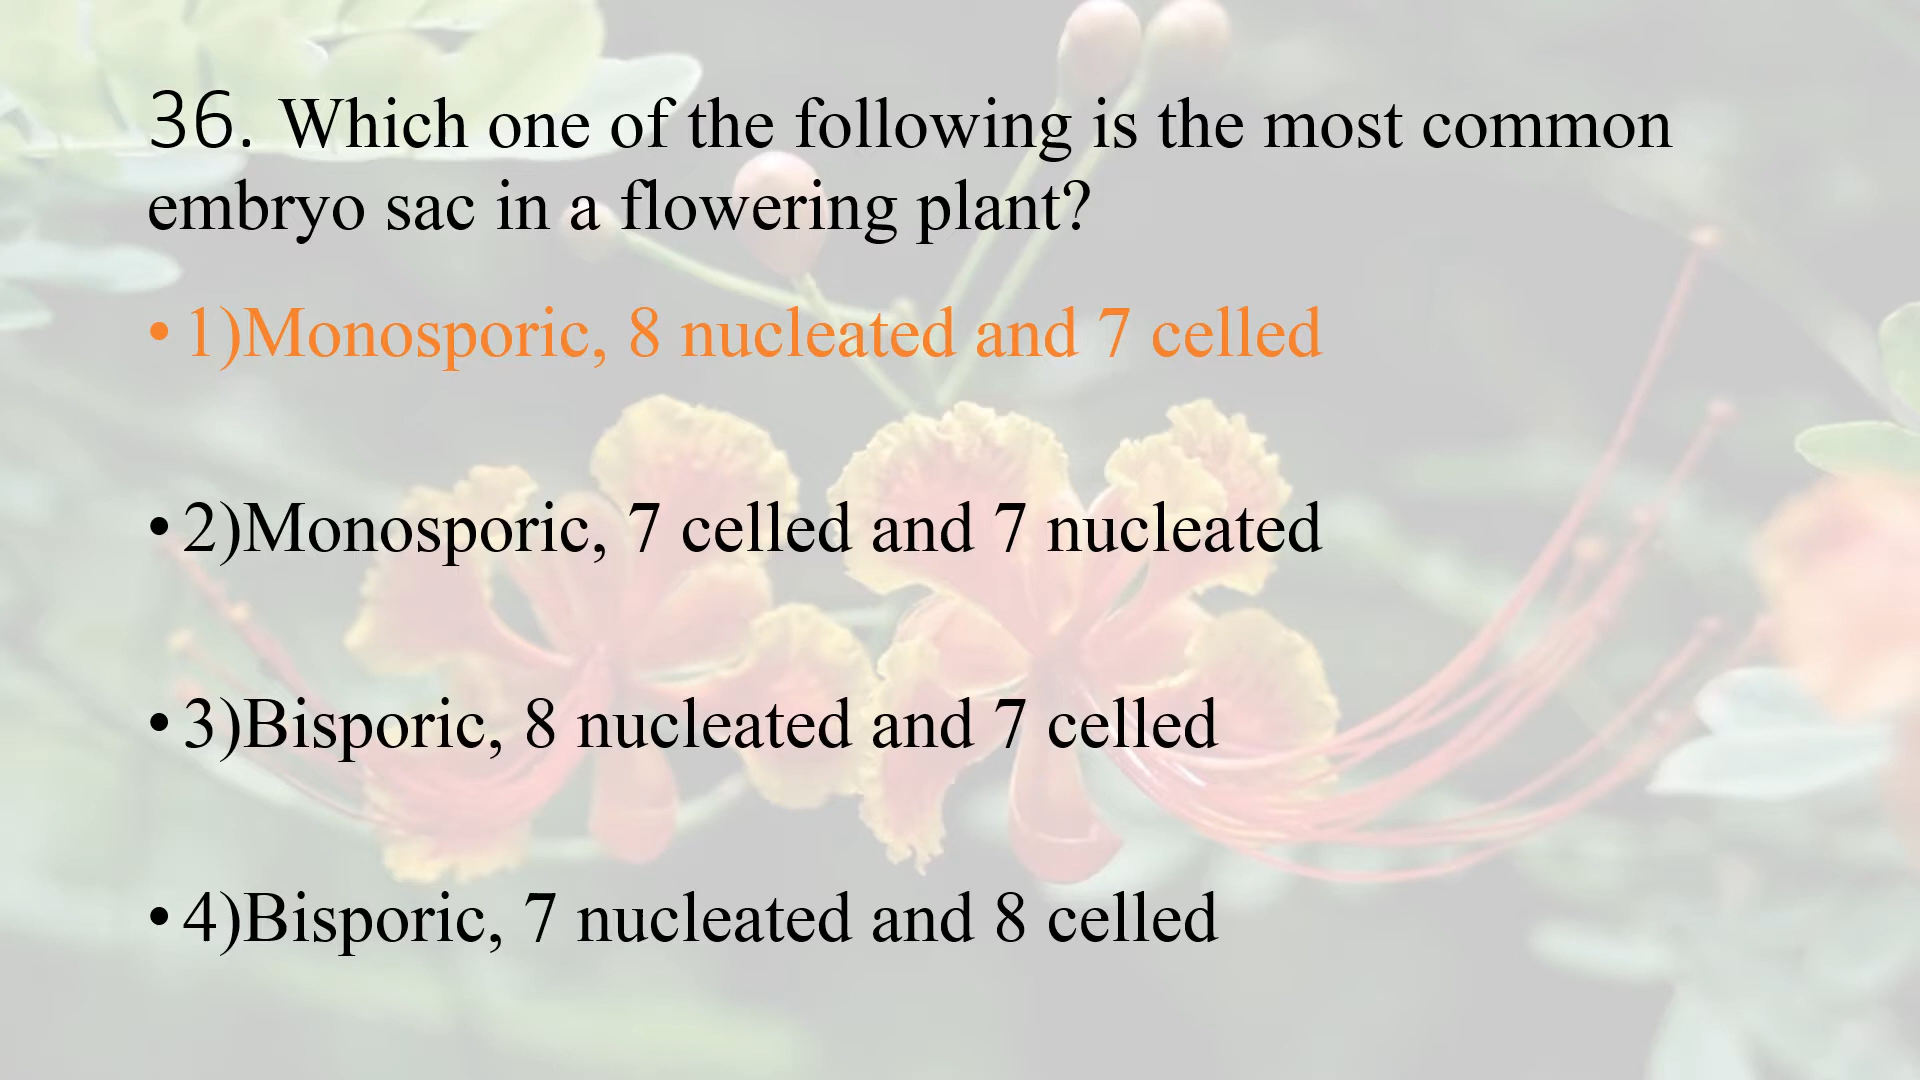 36. Which one of the following is the most common
embryo sac in a flowering plant?
• 1)Monosporic, 8 nucleated and 7 celled
• 2)Monosporic, 7 celled and 7 nucleated
• 3)Bisporic, 8 nucleated and 7 celled
• 4)Bisporic, 7 nucleated and 8 celled